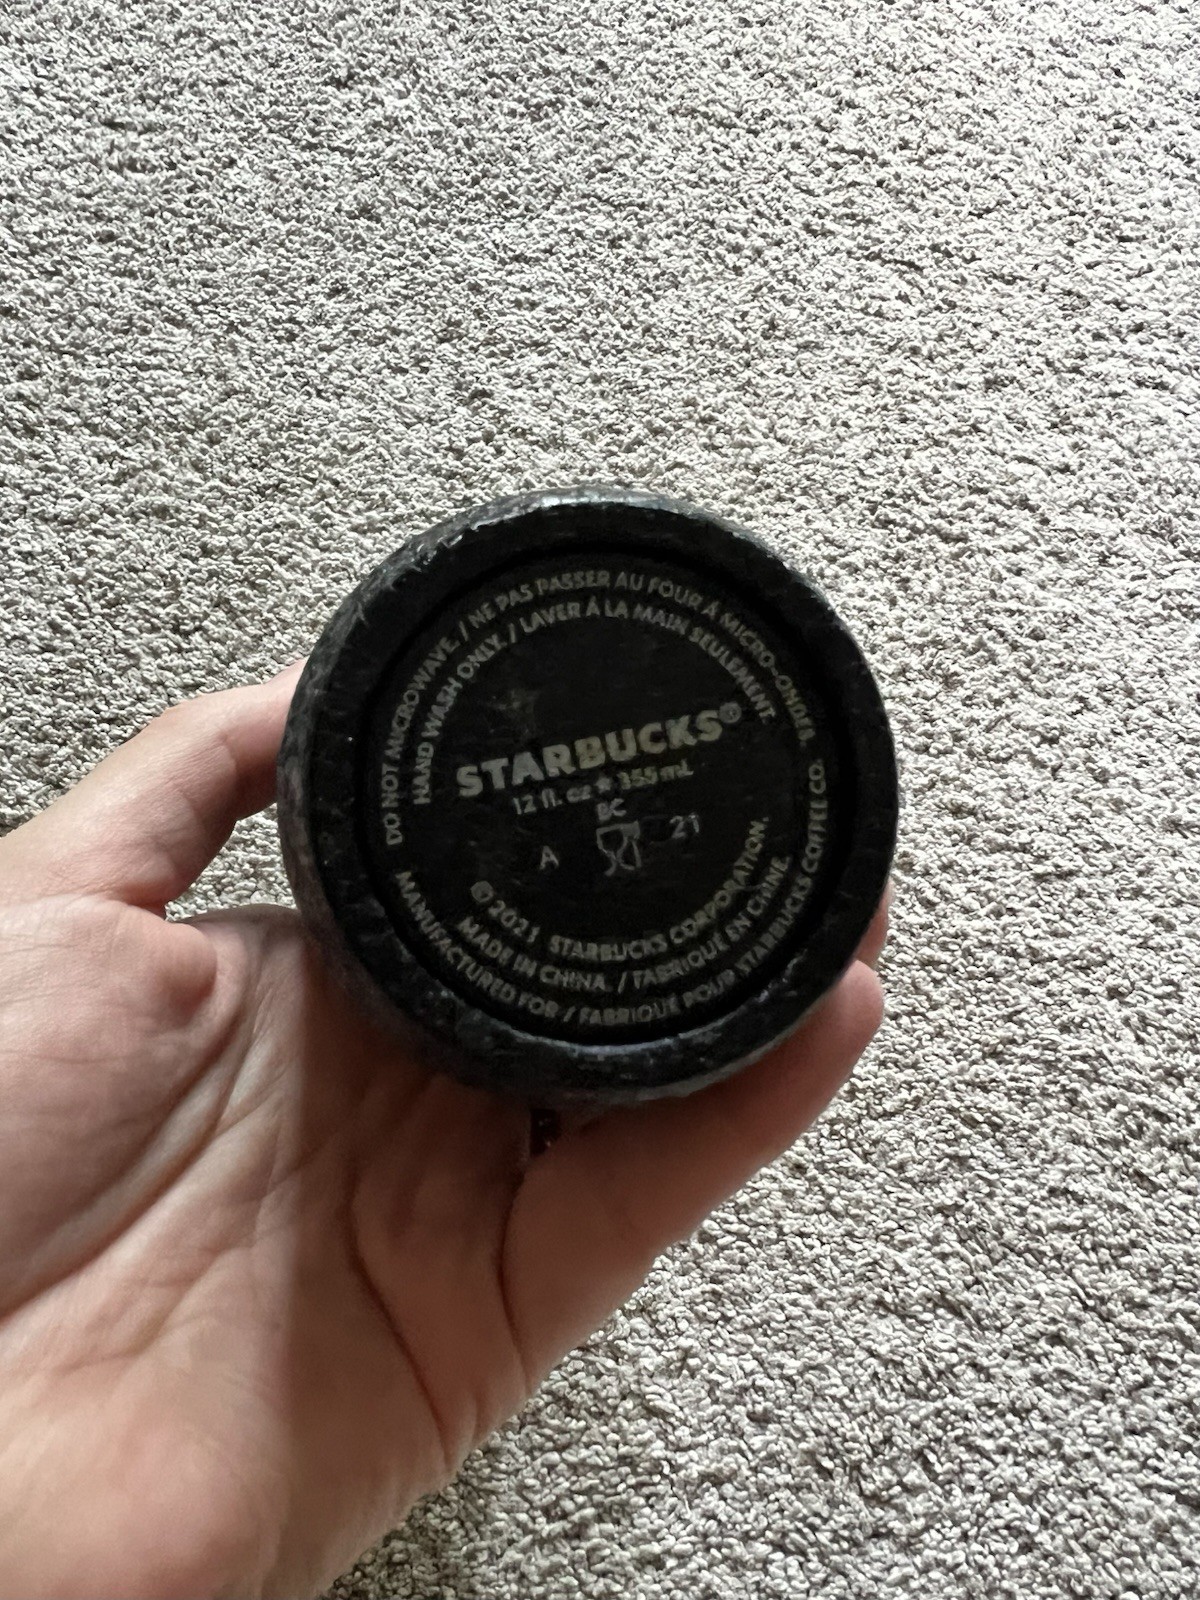 DO NOT MICROWAVE. / NE PAS PASSER AU FOUR À MICRO-ONDES.
HAND WASH ONLY. / LAVER À LA MAIN SEULEMENT.
STARBUCKS®
12 fl. oz ★ 355 mL
BC
A 21
© 2021 STARBUCKS CORPORATION.
MADE IN CHINA. / FABRIQUÉ EN CHINE.
MANUFACTURED FOR / FABRIQUÉ POUR STARBUCKS COFFEE CO.